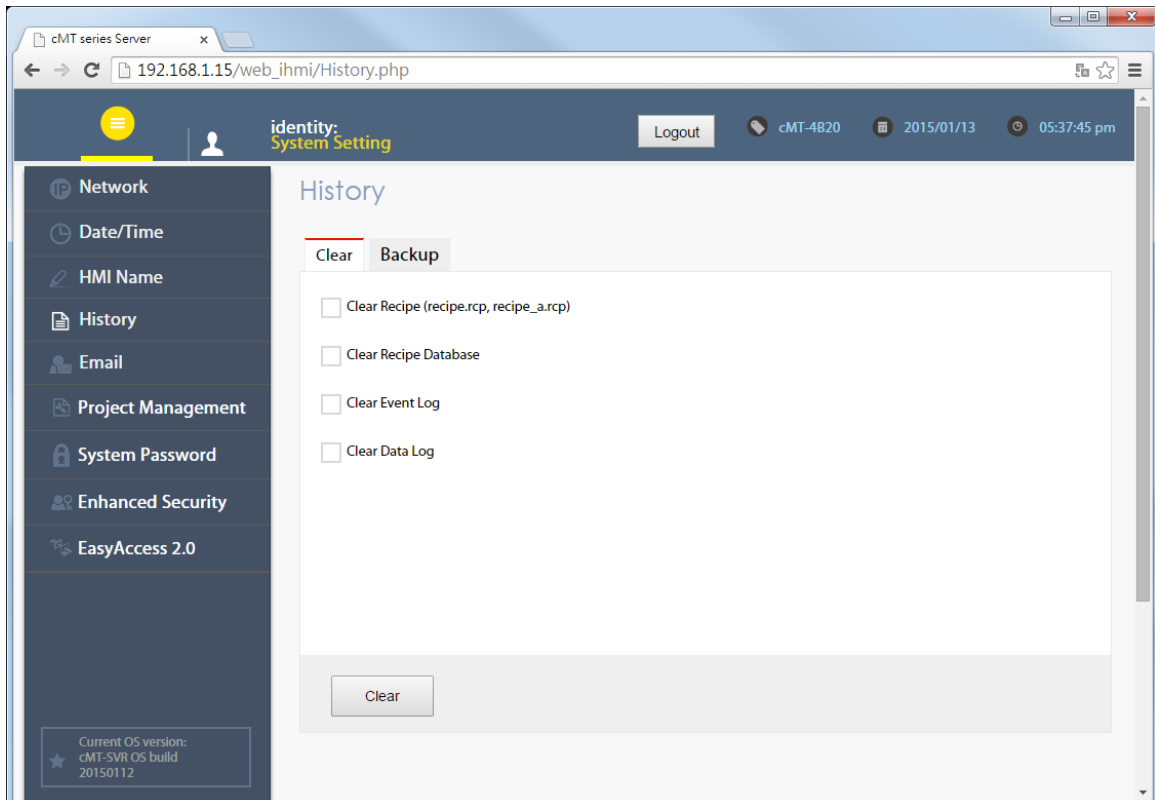 cMT series Server
192.168.1.15/web_ihmi/History.php
identity:
System Setting
Logout
cMT-4B20
2015/01/13
05:37:45 pm
IP
Network
Date/Time
HMI Name
History
Email
Project Management
System Password
Enhanced Security
EasyAccess 2.0
Current OS version:
cMT-SVR OS build
20150112
History
Clear
Backup
Clear Recipe (recipe.rcp, recipe_a.rcp)
Clear Recipe Database
Clear Event Log
Clear Data Log
Clear